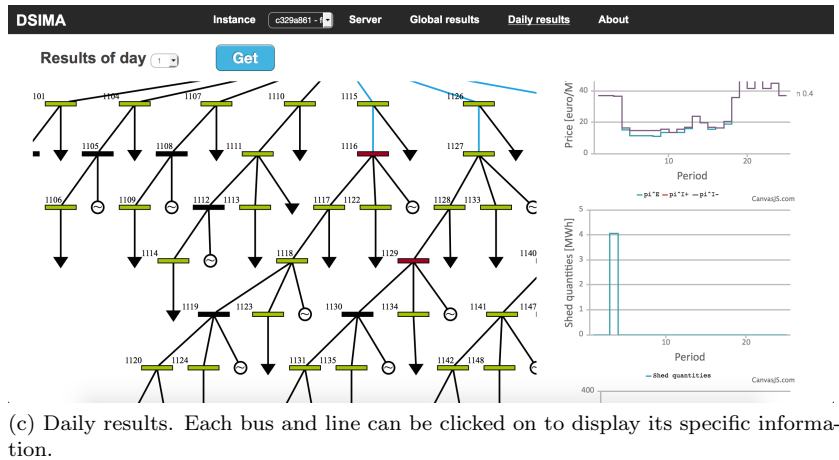 DSIMA Instance c329a861 - f Server Global results Daily results About
Results of day 1 Get
101 1104 1107 1110 1115 1126
1105 1108 1111 1116 1127
1106 1109 1112 1113 1117 1122 1128 1133
1114 1118 1129 1140
1119 1123 1130 1134 1141 1147
1120 1124 1131 1135 1142 1148
Price [euro/M
40
20
0
10 20
Period
n 0.4
pi^E pi^I+ pi^I-
CanvasJS.com
Shed quantities [MWh]
5
4
3
2
1
0
10 20
Period
Shed quantities
CanvasJS.com
400
(c) Daily results. Each bus and line can be clicked on to display its specific informa-
tion.